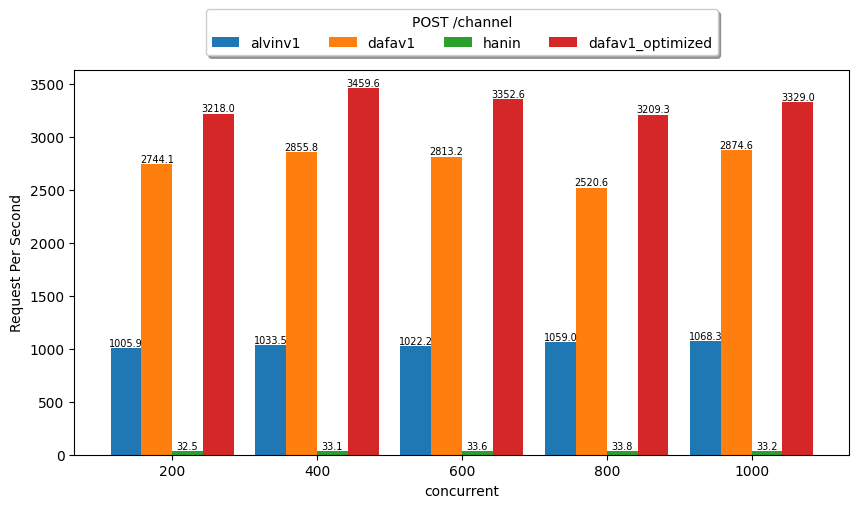 POST /channel
alvinv1 dafav1 hanin dafav1_optimized
Request Per Second
3500
3000
2500
2000
1500
1000
500
0
1005.9 2744.1 32.5 3218.0
1033.5 2855.8 33.1 3459.6
1022.2 2813.2 33.6 3352.6
1059.0 2520.6 33.8 3209.3
1068.3 2874.6 33.2 3329.0
200 400 600 800 1000
concurrent